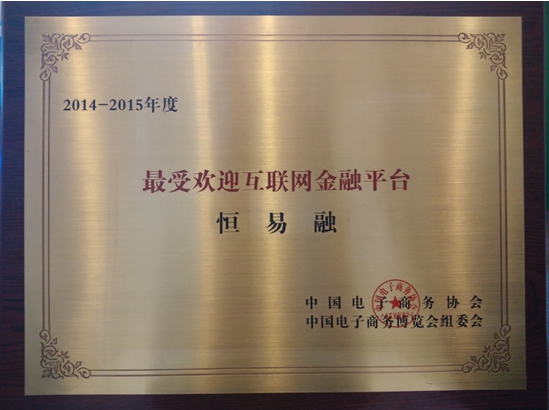 2014-2015年度
最受欢迎互联网金融平台
恒易融
中国电子商务协会
中国电子商务博览会组委会